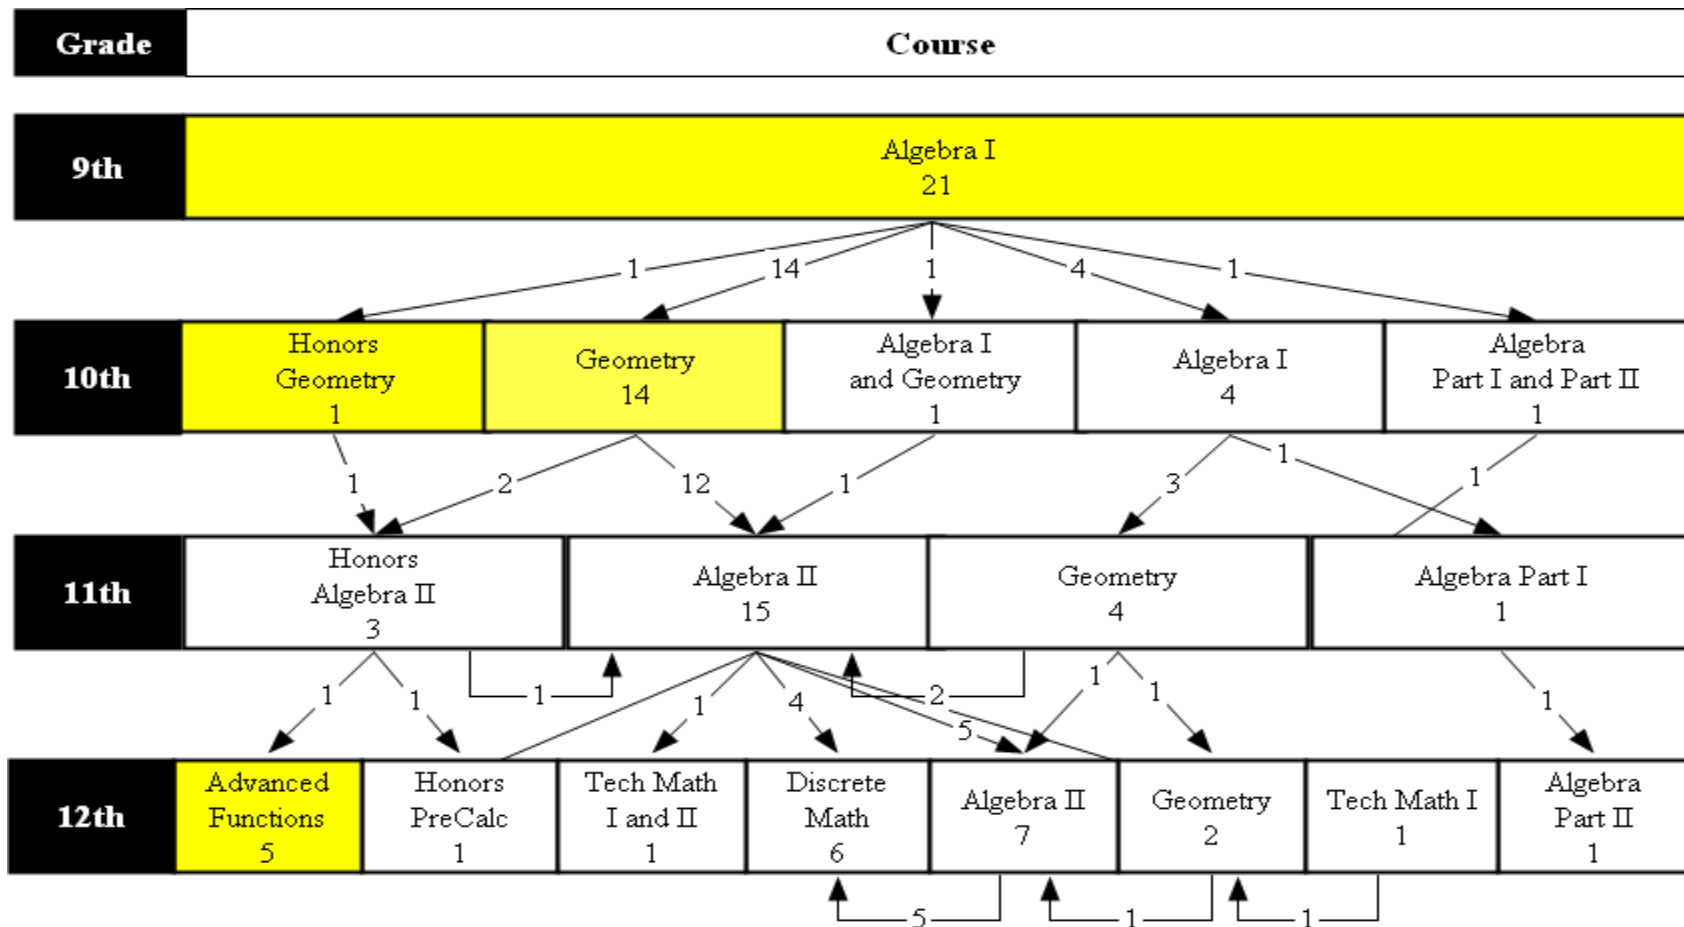 Grade
Course
9th
Algebra I
21
1
14
1
4
1
10th
Honors
Geometry
1
Geometry
14
Algebra I
and Geometry
1
Algebra I
4
Algebra
Part I and Part II
1
1
2
12
1
3
1
1
11th
Honors
Algebra II
3
Algebra II
15
Geometry
4
Algebra Part I
1
1
1
1
1
4
5
2
1
1
1
12th
Advanced
Functions
5
Honors
PreCalc
1
Tech Math
I and II
1
Discrete
Math
6
Algebra II
7
Geometry
2
Tech Math I
1
Algebra
Part II
1
5
1
1